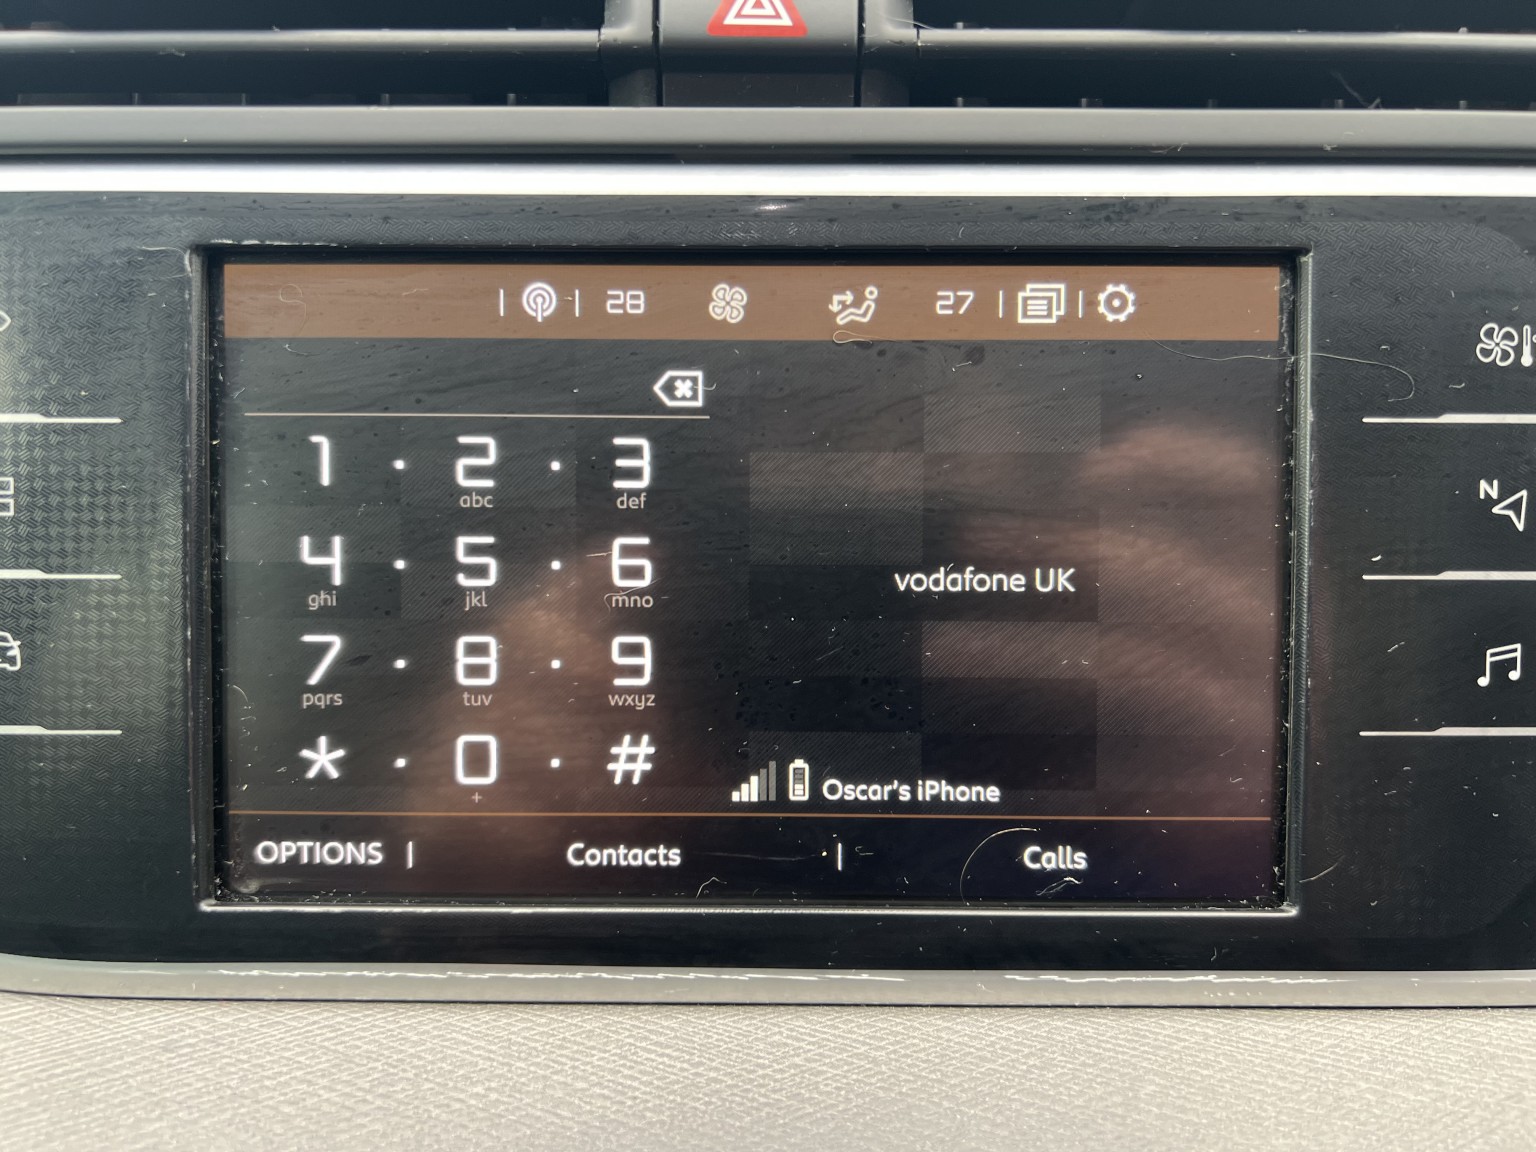 28 27
1 2 3
abc def
4 5 6
ghi jkl mno
vodafone UK
7 8 9
pqrs tuv wxyz
* 0 #
+
Oscar's iPhone
OPTIONS | Contacts | Calls
N